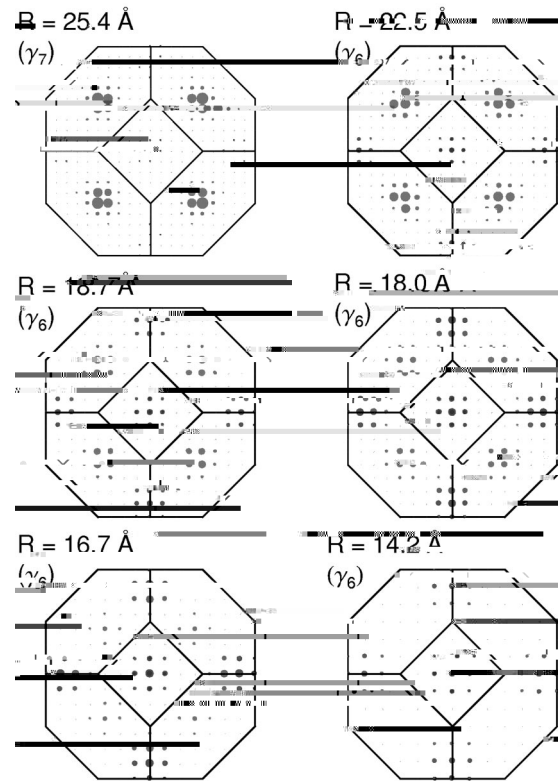 R = 25.4 Å
(γ7)
R = 22.5 Å
(γ6)
R = 18.7 Å
(γ6)
R = 18.0 Å
(γ6)
R = 16.7 Å
(γ6)
R = 14.2 Å
(γ6)